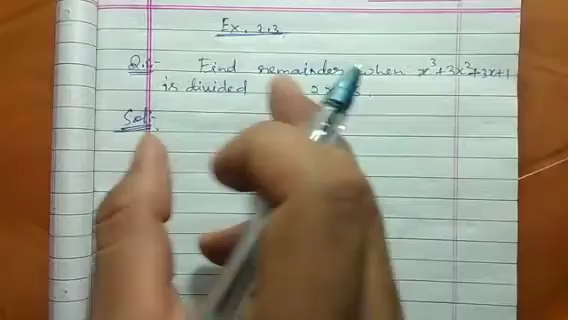 Ex. 2.3
Q.1:- Find remainder when x³+3x²+3x+1
is divided
Sol:-